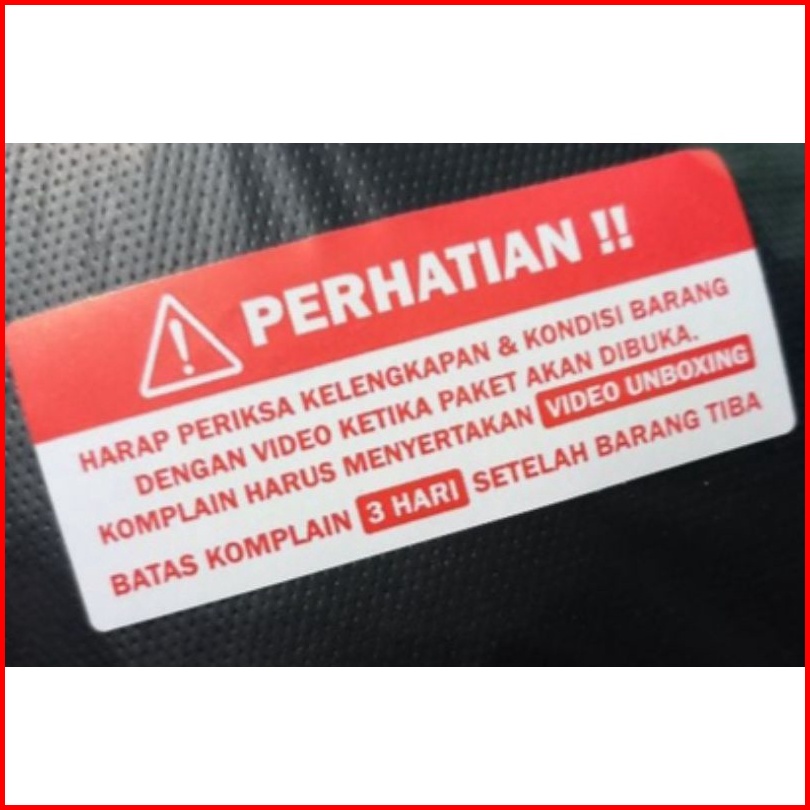 PERHATIAN !!
HARAP PERIKSA KELENGKAPAN & KONDISI BARANG
DENGAN VIDEO KETIKA PAKET AKAN DIBUKA.
KOMPLAIN HARUS MENYERTAKAN VIDEO UNBOXING
BATAS KOMPLAIN 3 HARI SETELAH BARANG TIBA